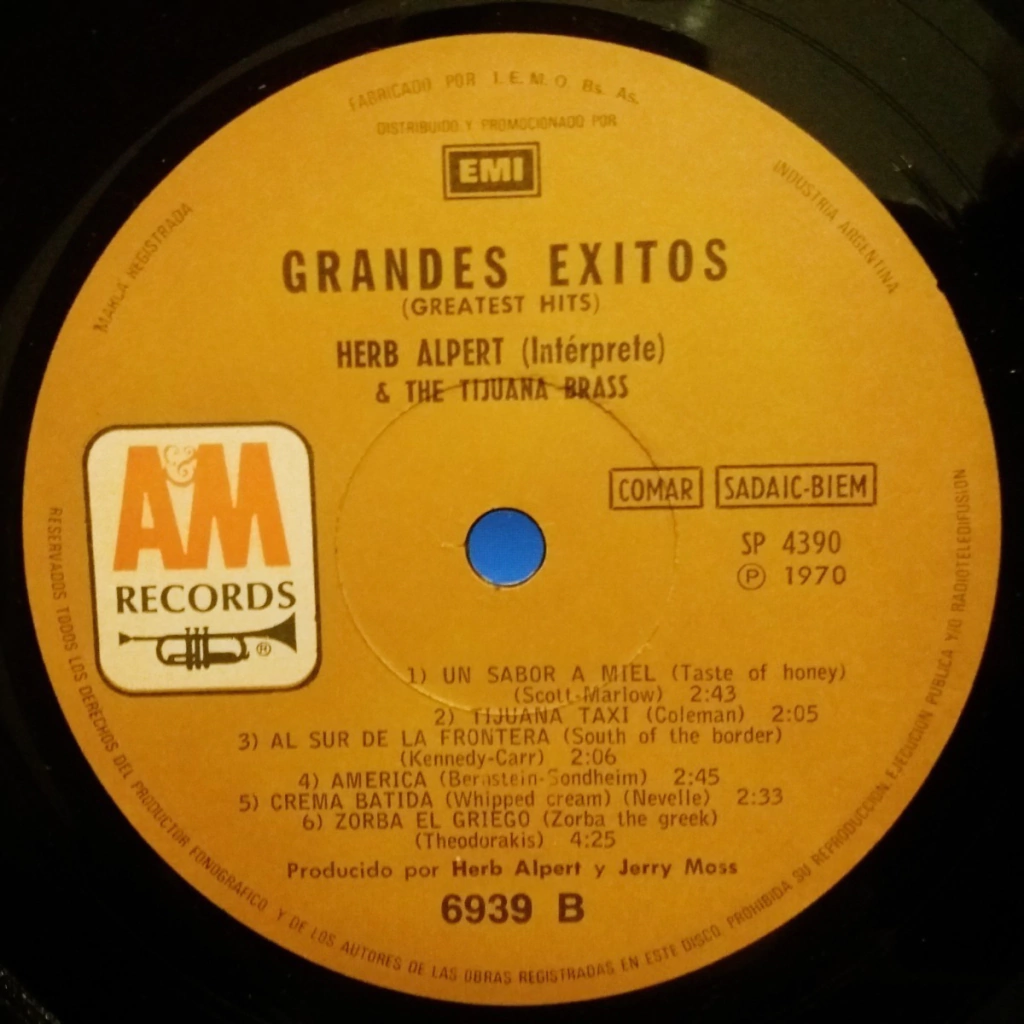 FABRICADO POR I.E.M.O. Bs. As.
DISTRIBUIDO Y PROMOCIONADO POR
EMI
MARCA REGISTRADA
INDUSTRIA ARGENTINA
GRANDES EXITOS
(GREATEST HITS)
HERB ALPERT (Intérprete)
& THE TIJUANA BRASS
A&M
RECORDS
®
COMAR SADAIC-BIEM
SP 4390
℗ 1970
1) UN SABOR A MIEL (Taste of honey)
(Scott-Marlow) 2:43
2) TIJUANA TAXI (Coleman) 2:05
3) AL SUR DE LA FRONTERA (South of the border)
(Kennedy-Carr) 2:06
4) AMERICA (Bernstein-Sondheim) 2:45
5) CREMA BATIDA (Whipped cream) (Nevelle) 2:33
6) ZORBA EL GRIEGO (Zorba the greek)
(Theodorakis) 4:25
Producido por Herb Alpert y Jerry Moss
6939 B
RESERVADOS TODOS LOS DERECHOS DEL PRODUCTOR FONOGRAFICO Y DE LOS AUTORES DE LAS OBRAS REGISTRADAS EN ESTE DISCO. PROHIBIDA SU REPRODUCCION, EJECUCION PUBLICA Y/O RADIOTELEDIFUSION